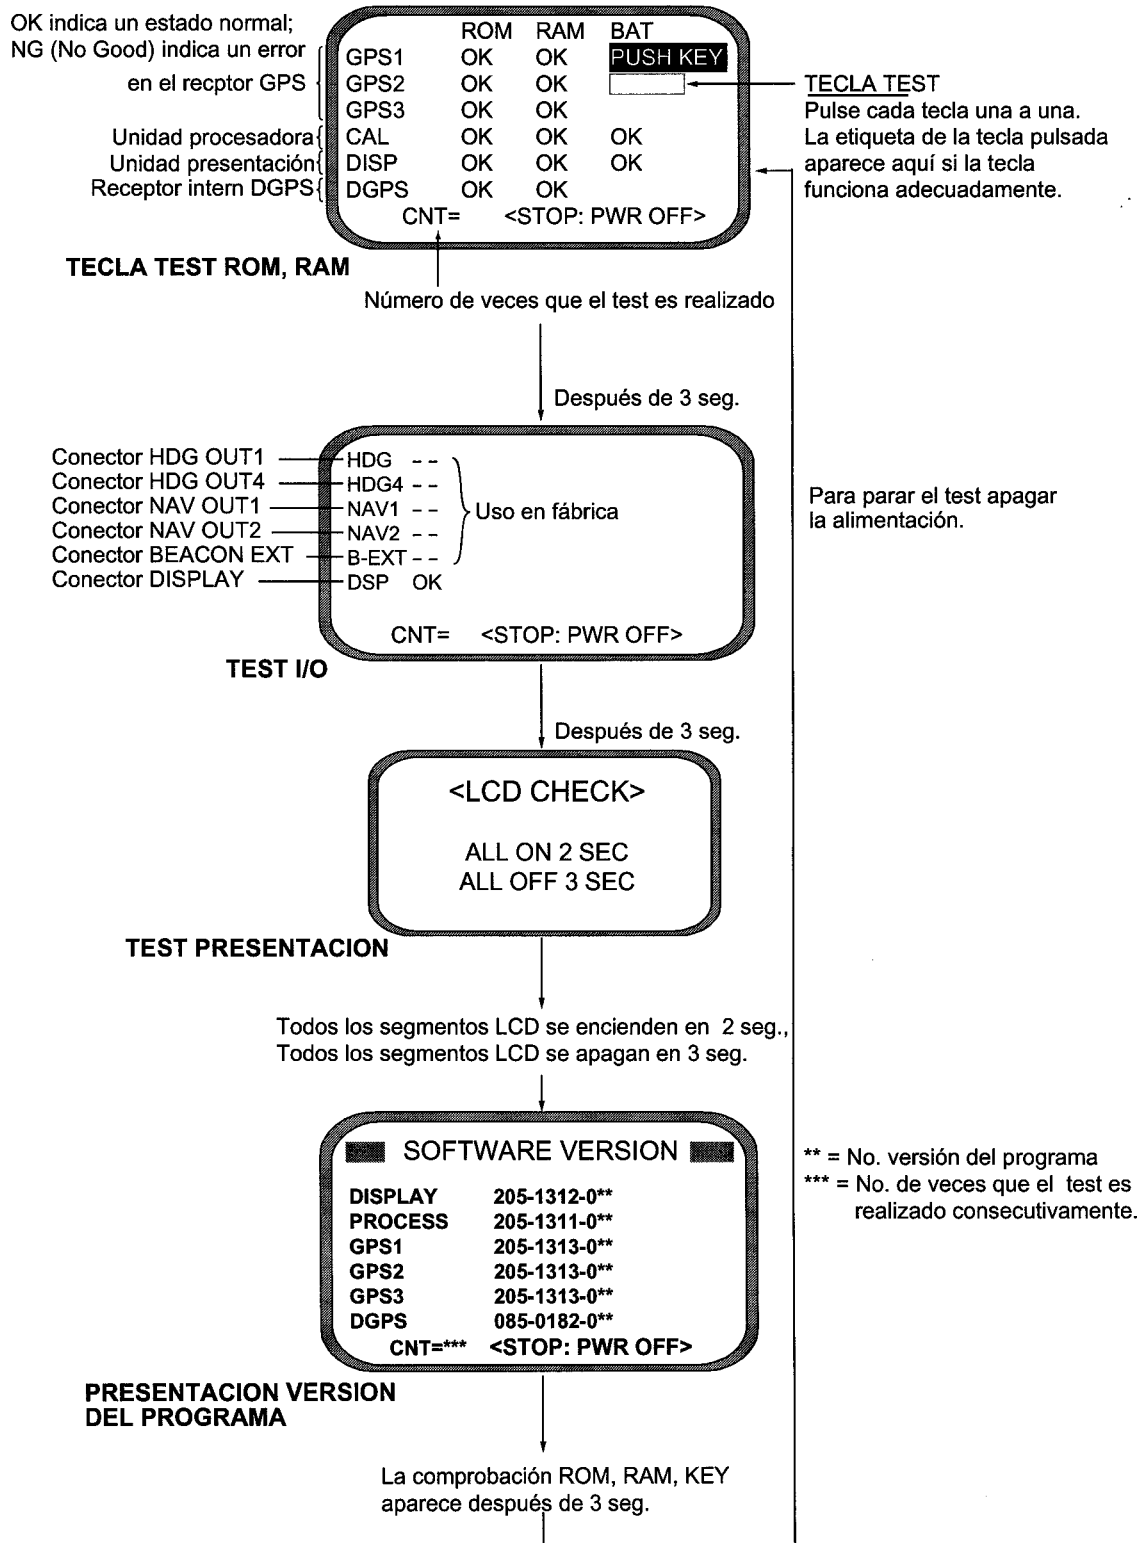 OK indica un estado normal;
NG (No Good) indica un error
en el recptor GPS
Unidad procesadora
Unidad presentación
Receptor intern DGPS
ROM RAM BAT
GPS1 OK OK PUSH KEY
GPS2 OK OK
GPS3 OK OK
CAL OK OK OK
DISP OK OK OK
DGPS OK OK
CNT= <STOP: PWR OFF>
TECLA TEST
Pulse cada tecla una a una.
La etiqueta de la tecla pulsada
aparece aquí si la tecla
funciona adecuadamente.
TECLA TEST ROM, RAM
Número de veces que el test es realizado
Después de 3 seg.
Conector HDG OUT1
Conector HDG OUT4
Conector NAV OUT1
Conector NAV OUT2
Conector BEACON EXT
Conector DISPLAY
HDG - -
HDG4 - -
NAV1 - -
NAV2 - -
B-EXT - -
DSP OK
Uso en fábrica
CNT= <STOP: PWR OFF>
Para parar el test apagar
la alimentación.
TEST I/O
Después de 3 seg.
<LCD CHECK>
ALL ON 2 SEC
ALL OFF 3 SEC
TEST PRESENTACION
Todos los segmentos LCD se encienden en 2 seg.,
Todos los segmentos LCD se apagan en 3 seg.
SOFTWARE VERSION
DISPLAY 205-1312-0**
PROCESS 205-1311-0**
GPS1 205-1313-0**
GPS2 205-1313-0**
GPS3 205-1313-0**
DGPS 085-0182-0**
CNT=*** <STOP: PWR OFF>
** = No. versión del programa
*** = No. de veces que el test es
realizado consecutivamente.
PRESENTACION VERSION
DEL PROGRAMA
La comprobación ROM, RAM, KEY
aparece después de 3 seg.